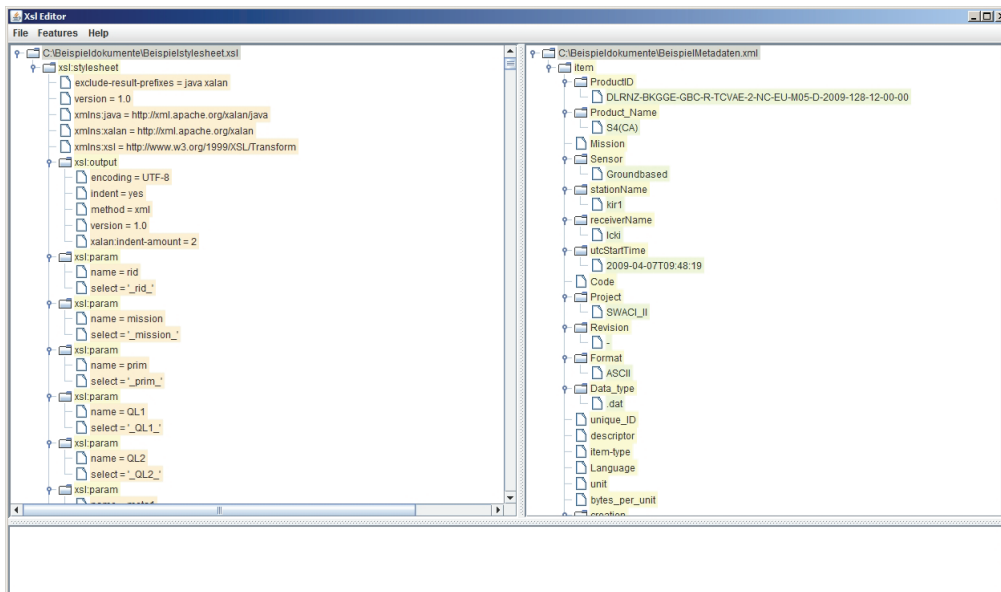 Xsl Editor
File Features Help
C:\Beispieldokumente\Beispielstylesheet.xsl
xsl:stylesheet
exclude-result-prefixes = java xalan
version = 1.0
xmlns:java = http://xml.apache.org/xalan/java
xmlns:xalan = http://xml.apache.org/xalan
xmlns:xsl = http://www.w3.org/1999/XSL/Transform
xsl:output
encoding = UTF-8
indent = yes
method = xml
version = 1.0
xalan:indent-amount = 2
xsl:param
name = rid
select = '_rid_'
xsl:param
name = mission
select = '_mission_'
xsl:param
name = prim
select = '_prim_'
xsl:param
name = QL1
select = '_QL1_'
xsl:param
name = QL2
select = '_QL2_'
xsl:param
C:\Beispieldokumente\BeispielMetadaten.xml
item
ProductID
DLRNZ-BKGGE-GBC-R-TCVAE-2-NC-EU-M05-D-2009-128-12-00-00
Product_Name
S4(CA)
Mission
Sensor
Groundbased
stationName
kir1
receiverName
lcki
utcStartTime
2009-04-07T09:48:19
Code
Project
SWACI_II
Revision
-
Format
ASCII
Data_type
.dat
unique_ID
descriptor
item-type
Language
unit
bytes_per_unit
creation